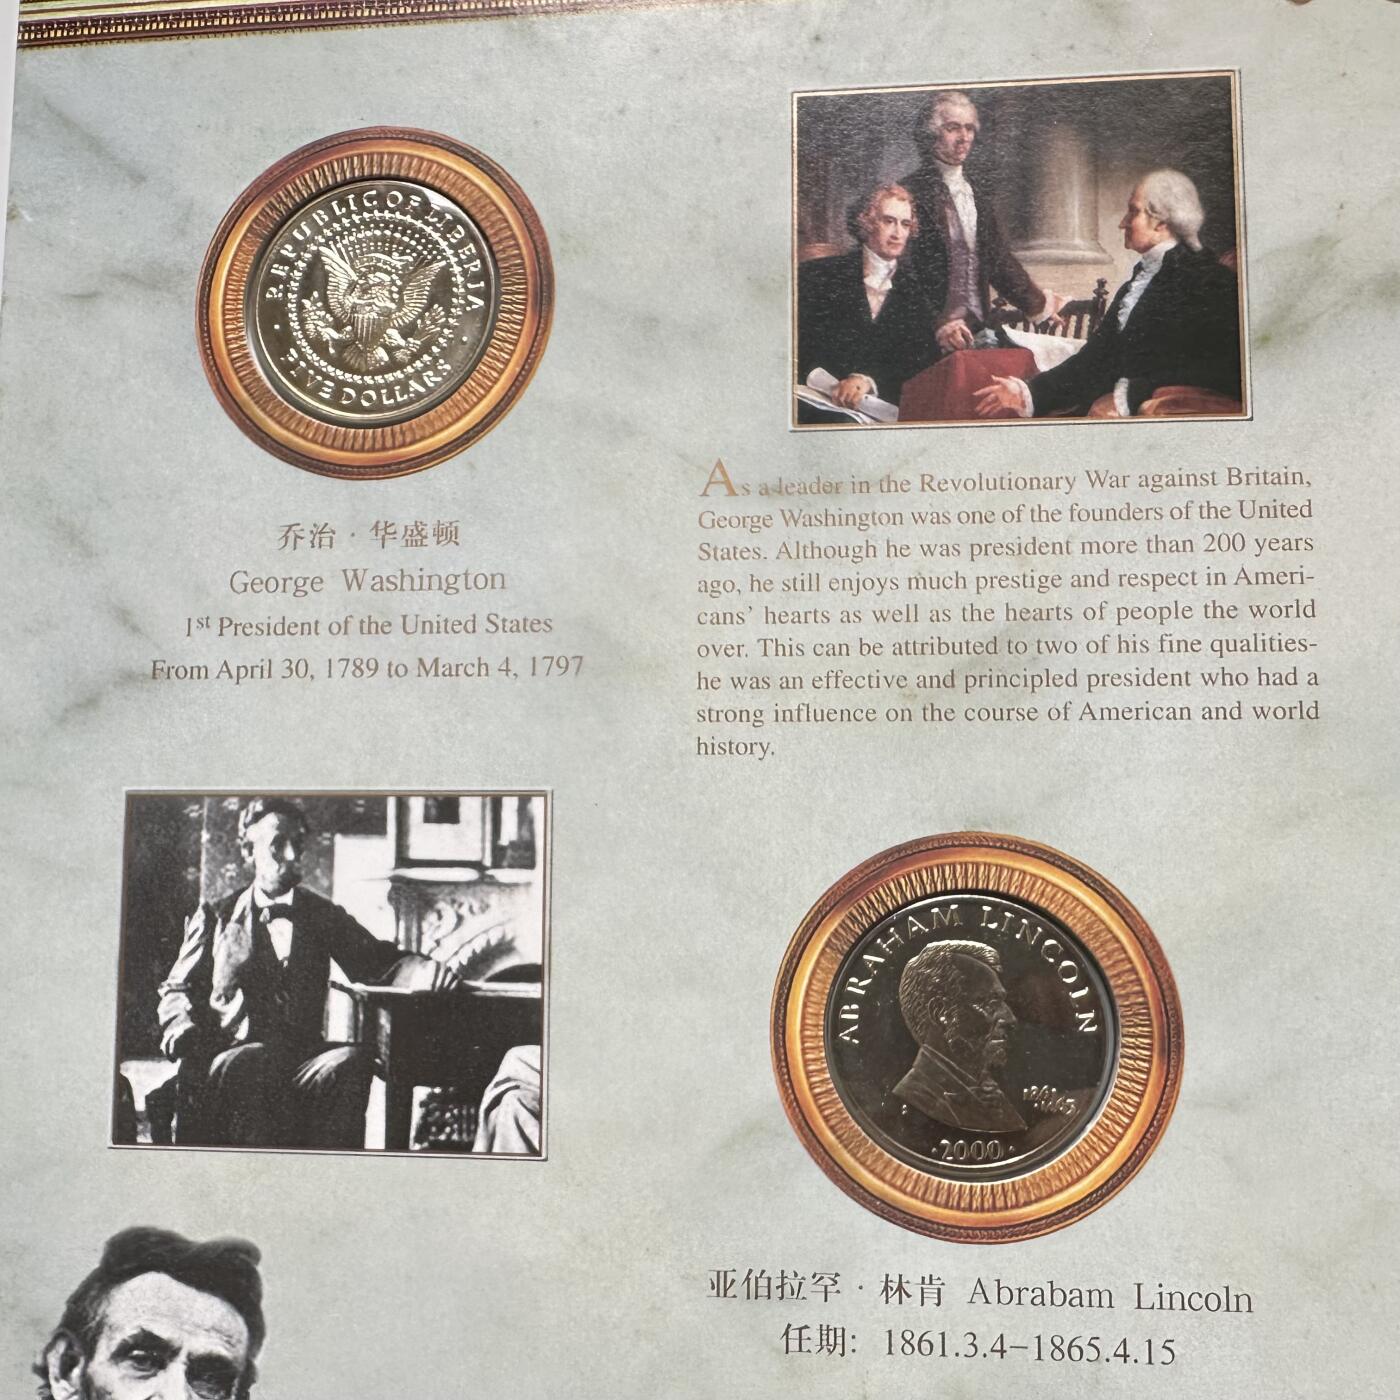 REPUBLIC OF LIBERIA
FIVE DOLLARS
乔治·华盛顿
George Washington
1st President of the United States
From April 30, 1789 to March 4, 1797
As a leader in the Revolutionary War against Britain,
George Washington was one of the founders of the United
States. Although he was president more than 200 years
ago, he still enjoys much prestige and respect in Ameri-
cans' hearts as well as the hearts of people the world
over. This can be attributed to two of his fine qualities-
he was an effective and principled president who had a
strong influence on the course of American and world
history.
ABRAHAM LINCOLN
·2000·
亚伯拉罕·林肯 Abrabam Lincoln
任期: 1861.3.4-1865.4.15